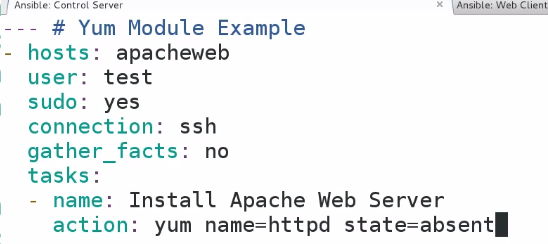 Ansible: Control Server × Ansible: Web Client
--- # Yum Module Example
- hosts: apacheweb
user: test
sudo: yes
connection: ssh
gather_facts: no
tasks:
- name: Install Apache Web Server
action: yum name=httpd state=absent